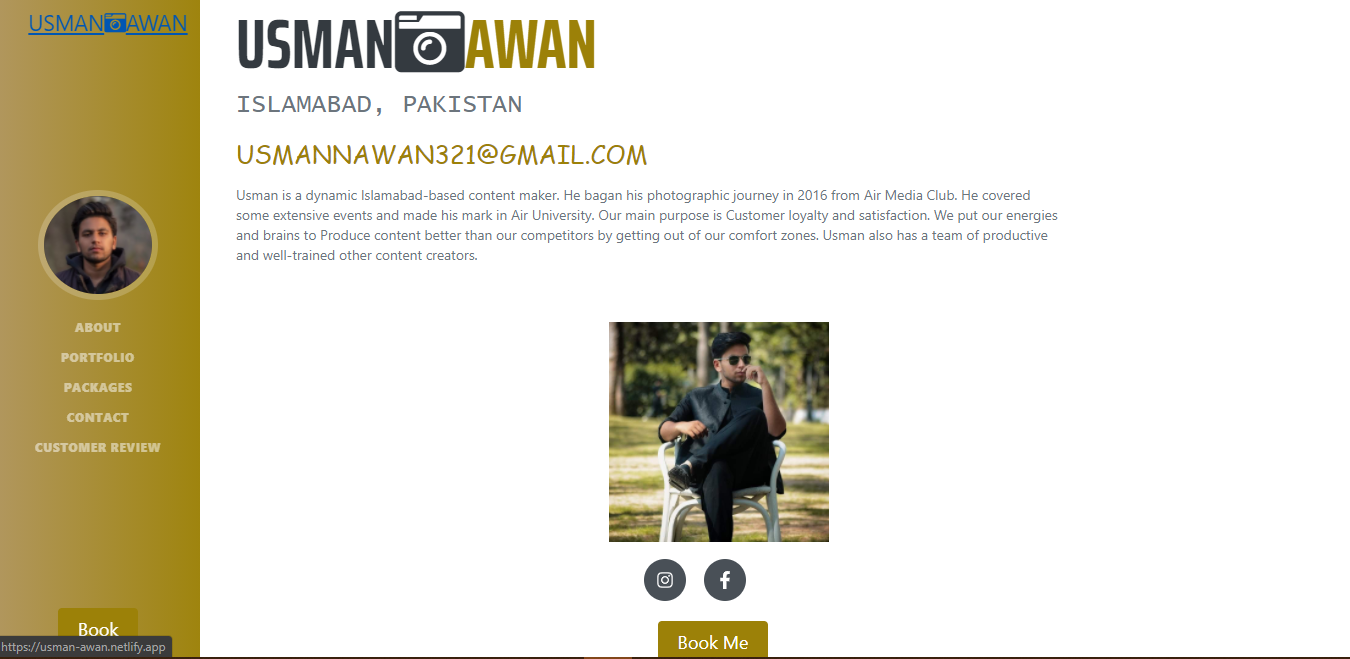 USMAN AWAN
ABOUT
PORTFOLIO
PACKAGES
CONTACT
CUSTOMER REVIEW
Book
https://usman-awan.netlify.app
USMAN AWAN
ISLAMABAD, PAKISTAN
USMANNAWAN321@GMAIL.COM
Usman is a dynamic Islamabad-based content maker. He bagan his photographic journey in 2016 from Air Media Club. He covered
some extensive events and made his mark in Air University. Our main purpose is Customer loyalty and satisfaction. We put our energies
and brains to Produce content better than our competitors by getting out of our comfort zones. Usman also has a team of productive
and well-trained other content creators.
Book Me